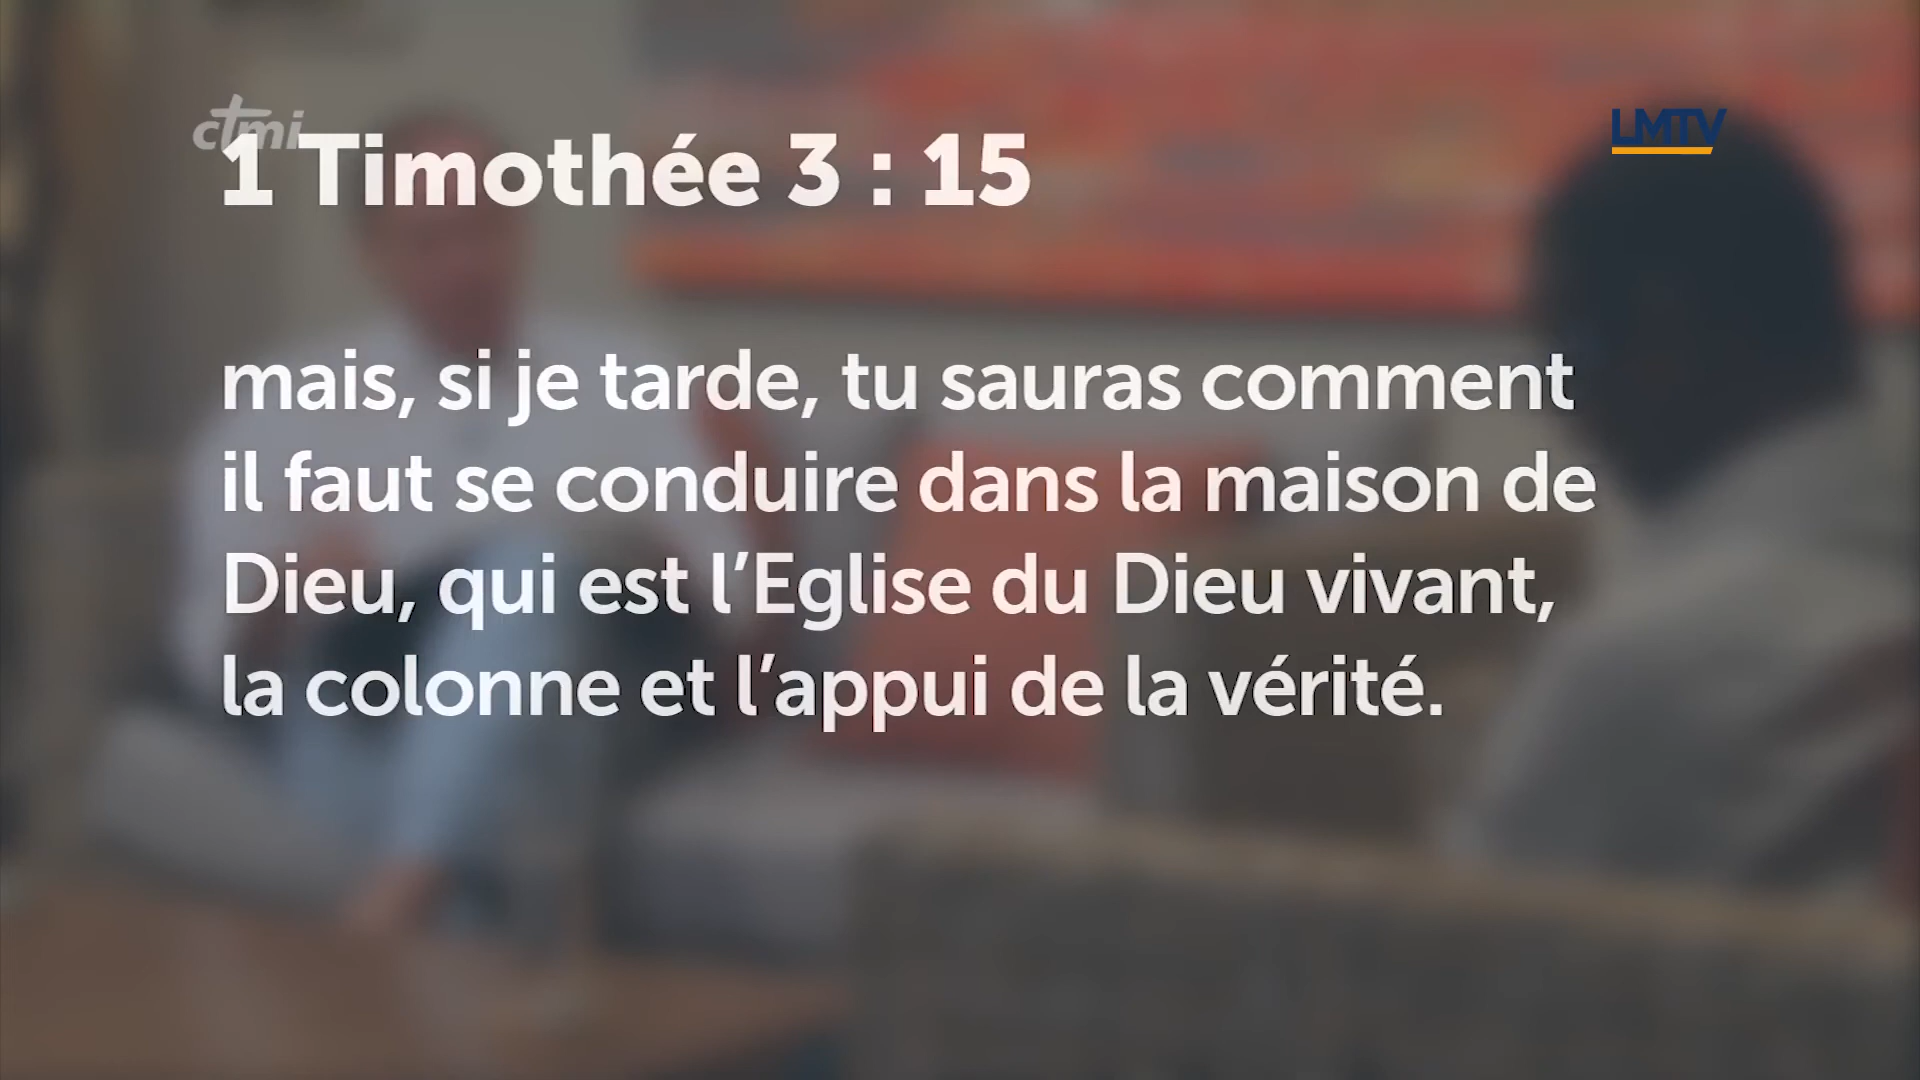 ctmi
LMTV
1 Timothée 3 : 15
mais, si je tarde, tu sauras comment
il faut se conduire dans la maison de
Dieu, qui est l’Eglise du Dieu vivant,
la colonne et l’appui de la vérité.